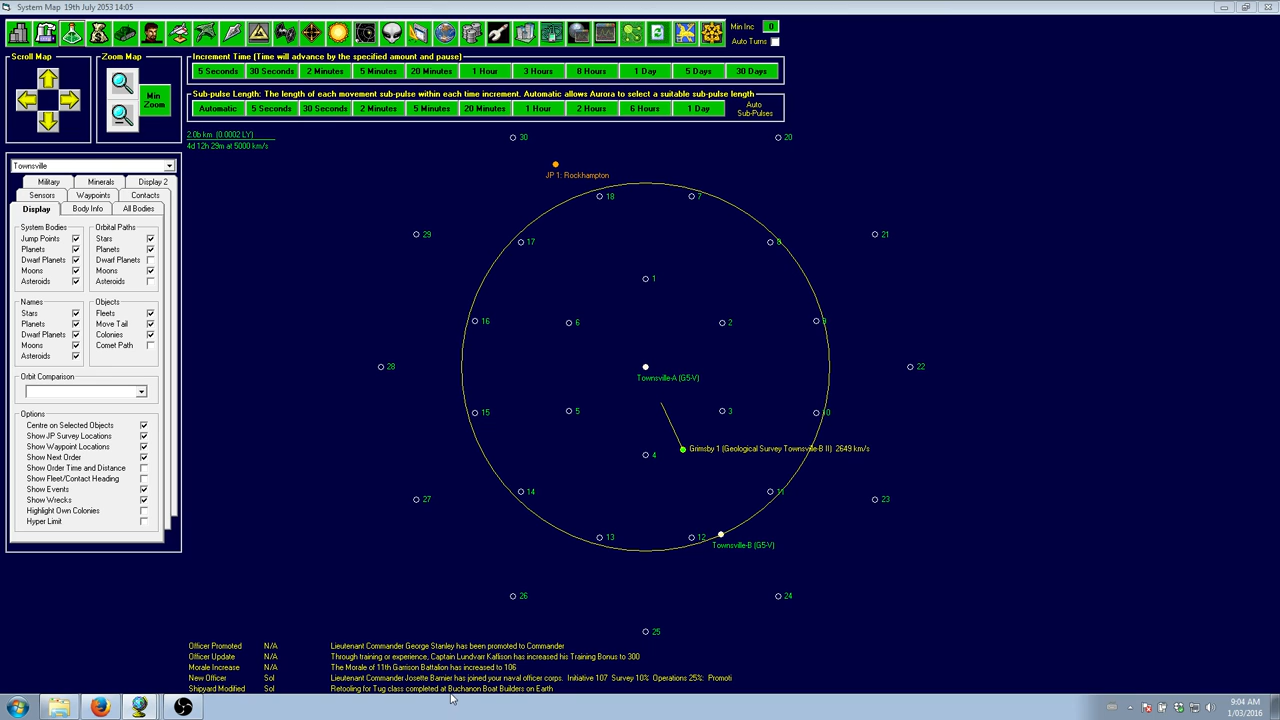 System Map   19th July 2053 14:05
Min Inc
0
Auto Turns
Scroll Map
Zoom Map
Min Zoom
Increment Time (Time will advance by the specified amount and pause)
5 Seconds
30 Seconds
2 Minutes
5 Minutes
20 Minutes
1 Hour
3 Hours
8 Hours
1 Day
5 Days
30 Days
Sub-pulse Length: The length of each movement sub-pulse within each time increment. Automatic allows Aurora to select a suitable sub-pulse length
Automatic
5 Seconds
30 Seconds
2 Minutes
5 Minutes
20 Minutes
1 Hour
2 Hours
6 Hours
1 Day
Auto
Sub-Pulses
2.0b km  (0.0002 LY)
4d 12h 29m at 5000 km/s
Townsville
Military
Minerals
Display 2
Sensors
Waypoints
Contacts
Display
Body Info
All Bodies
System Bodies
Jump Points
Planets
Dwarf Planets
Moons
Asteroids
Orbital Paths
Stars
Planets
Dwarf Planets
Moons
Asteroids
Names
Stars
Planets
Dwarf Planets
Moons
Asteroids
Objects
Fleets
Move Tail
Colonies
Comet Path
Orbit Comparison
Options
Centre on Selected Objects
Show JP Survey Locations
Show Waypoint Locations
Show Next Order
Show Order Time and Distance
Show Fleet/Contact Heading
Show Events
Show Wrecks
Highlight Own Colonies
Hyper Limit
30
20
JP 1: Rockhampton
18
7
29
21
17
8
1
16
6
2
9
28
22
Townsville-A (G5-V)
15
5
3
10
Grimsby 1 (Geological Survey Townsville-B II)  2649 km/s
4
27
14
11
23
13
12
Townsville-B (G5-V)
26
24
25
Officer Promoted   N/A   Lieutenant Commander George Stanley has been promoted to Commander
Officer Update   N/A   Through training or experience, Captain Lundvarr Kaflison has increased his Training Bonus to 300
Morale Increase   N/A   The Morale of 11th Garrison Battalion has increased to 106
New Officer   Sol   Lieutenant Commander Josette Barnier has joined your naval officer corps.   Initiative 107   Survey 10%   Operations 25%:   Promoti
Shipyard Modified   Sol   Retooling for Tug class completed at Buchanon Boat Builders on Earth
9:04 AM
1/03/2016